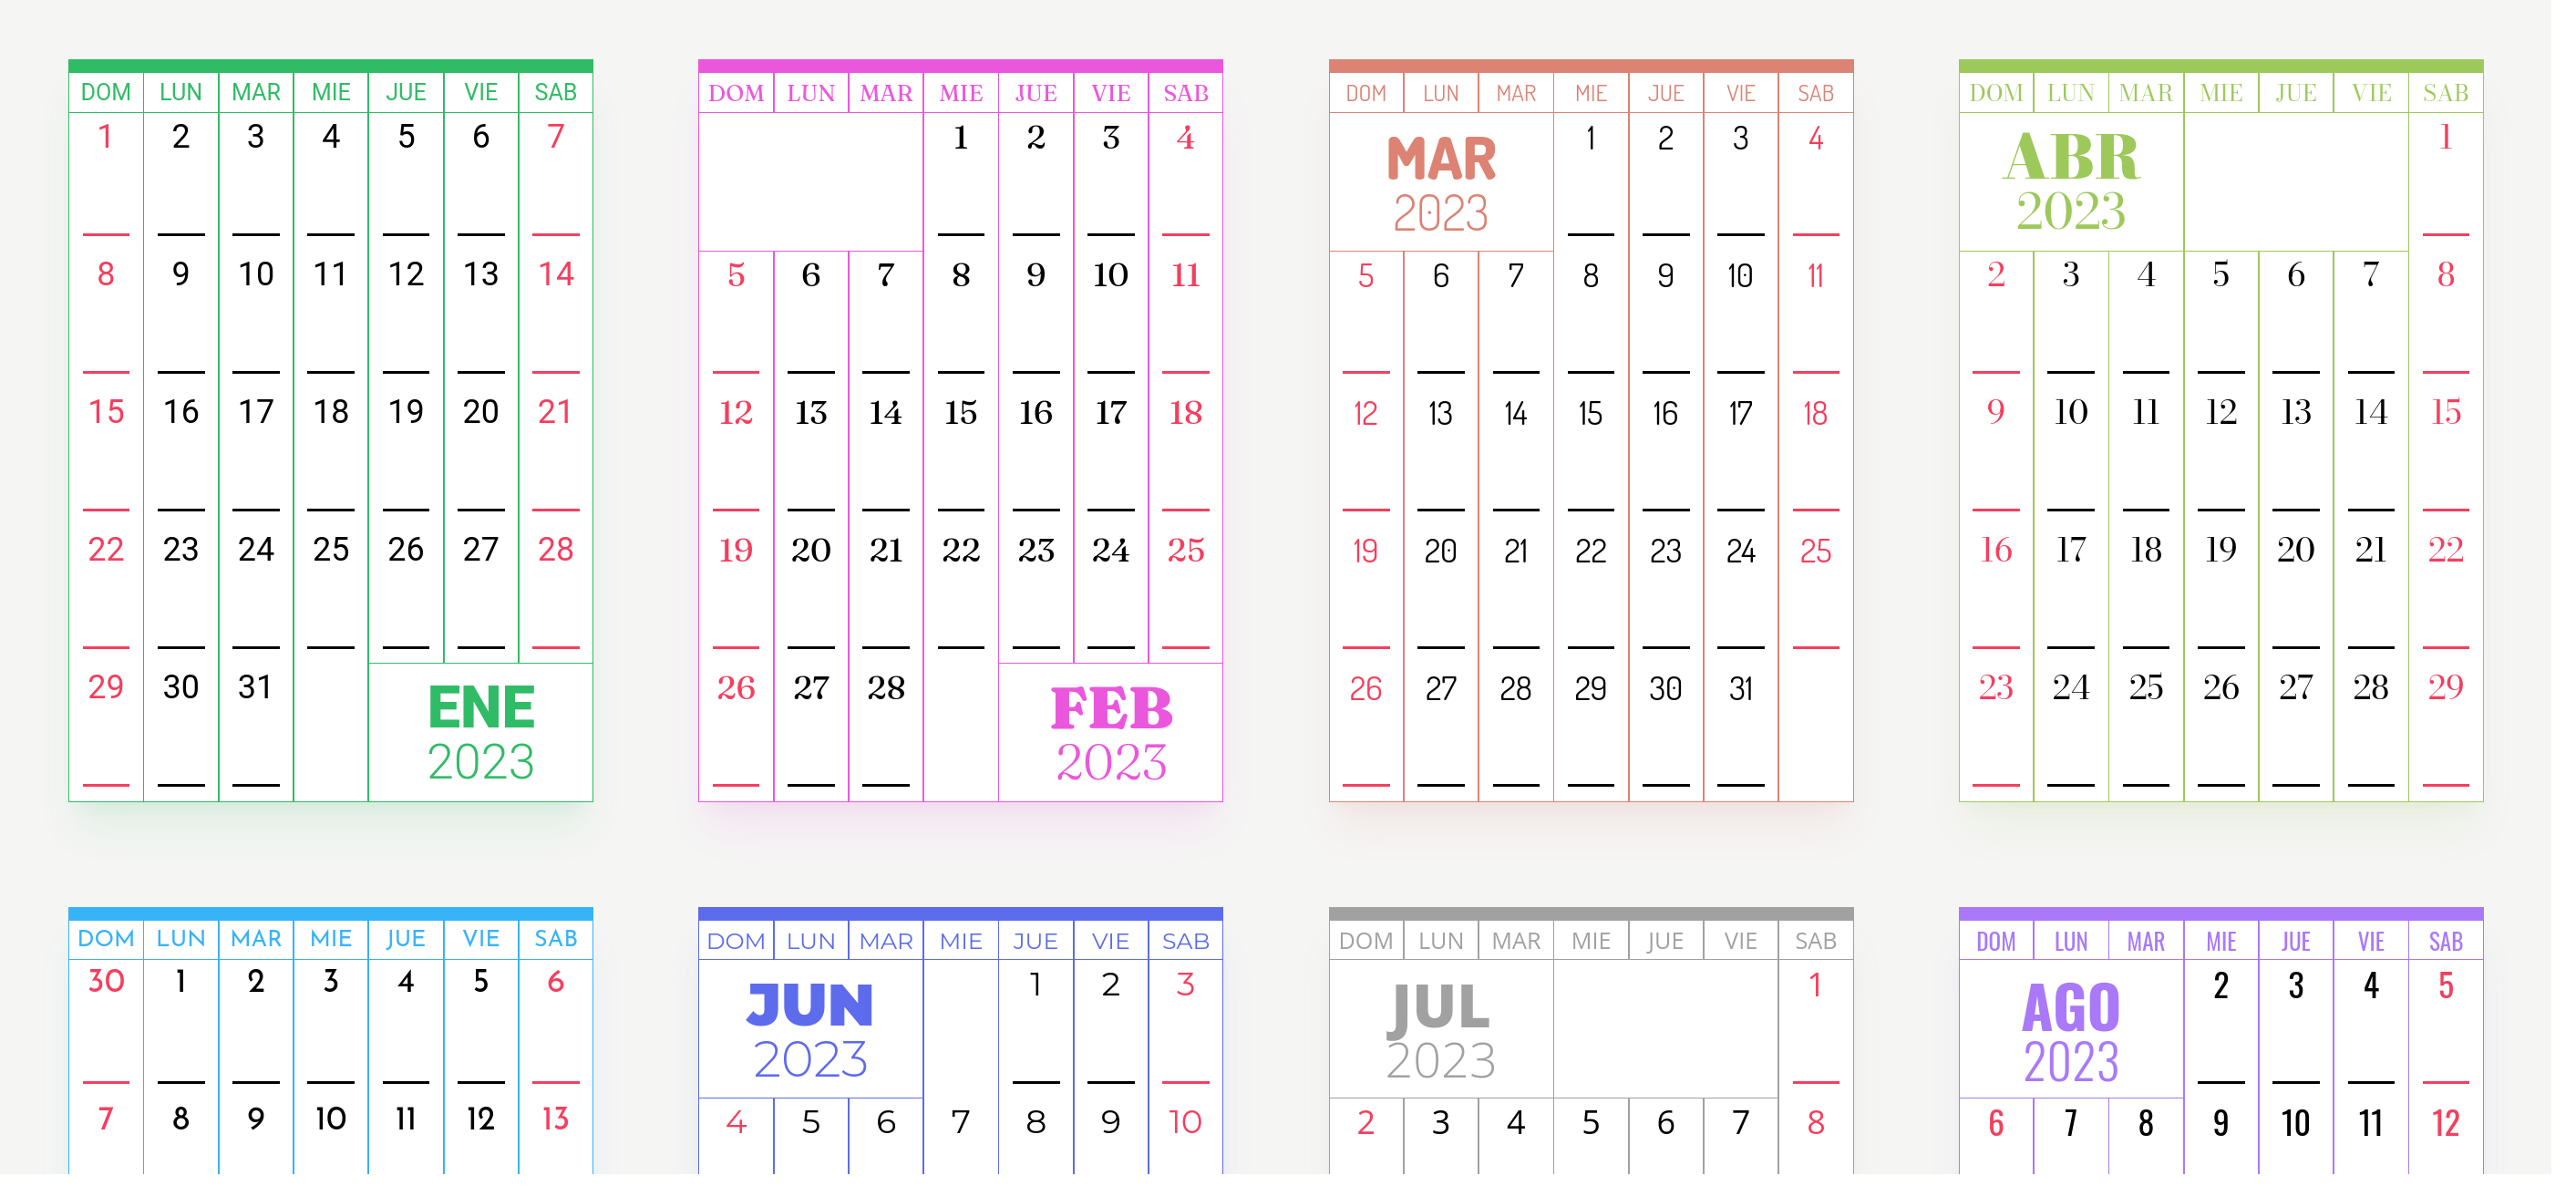 DOM LUN MAR MIE JUE VIE SAB
1 2 3 4 5 6 7
8 9 10 11 12 13 14
15 16 17 18 19 20 21
22 23 24 25 26 27 28
29 30 31
ENE
2023
DOM LUN MAR MIE JUE VIE SAB
1 2 3 4
5 6 7 8 9 10 11
12 13 14 15 16 17 18
19 20 21 22 23 24 25
26 27 28
FEB
2023
DOM LUN MAR MIE JUE VIE SAB
MAR
2023
1 2 3 4
5 6 7 8 9 10 11
12 13 14 15 16 17 18
19 20 21 22 23 24 25
26 27 28 29 30 31
DOM LUN MAR MIE JUE VIE SAB
ABR
2023
1
2 3 4 5 6 7 8
9 10 11 12 13 14 15
16 17 18 19 20 21 22
23 24 25 26 27 28 29
DOM LUN MAR MIE JUE VIE SAB
30 1 2 3 4 5 6
7 8 9 10 11 12 13
DOM LUN MAR MIE JUE VIE SAB
JUN
2023
1 2 3
4 5 6 7 8 9 10
DOM LUN MAR MIE JUE VIE SAB
JUL
2023
1
2 3 4 5 6 7 8
DOM LUN MAR MIE JUE VIE SAB
AGO
2023
2 3 4 5
6 7 8 9 10 11 12